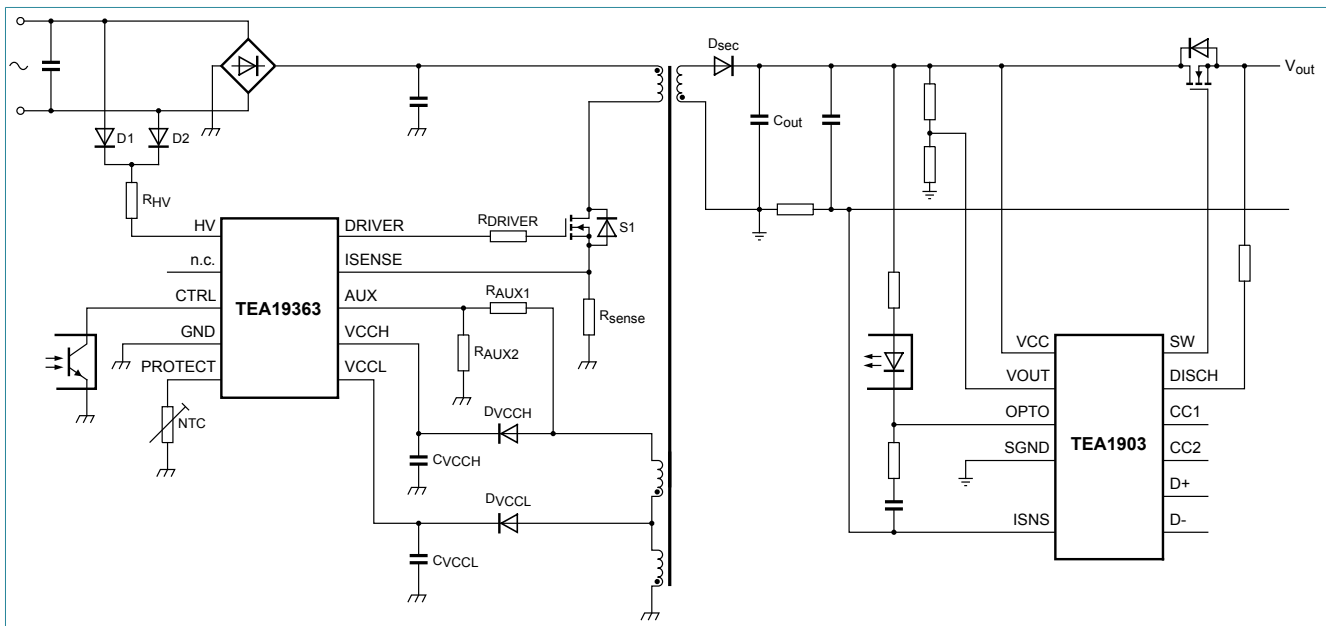 Dsec
Vout
Cout
D1
D2
RHV
HV
DRIVER
RDRIVER
S1
n.c.
ISENSE
CTRL
TEA19363
AUX
RAUX1
Rsense
GND
VCCH
RAUX2
PROTECT
VCCL
NTC
DVCCH
CVCCH
DVCCL
CVCCL
VCC
SW
VOUT
DISCH
OPTO
CC1
TEA1903
SGND
CC2
D+
ISNS
D-